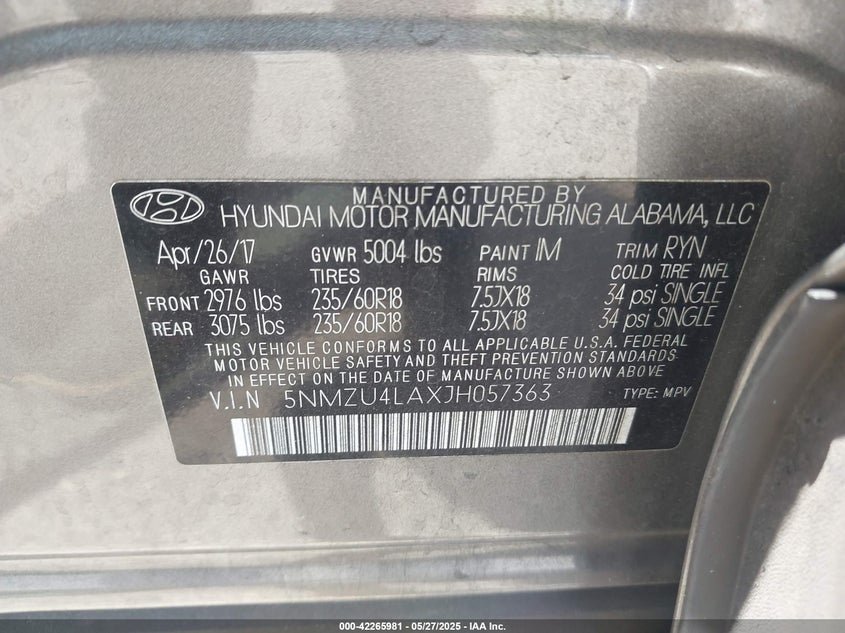 MANUFACTURED BY
HYUNDAI MOTOR MANUFACTURING ALABAMA, LLC
Apr/26/17 GVWR 5004 lbs PAINT IM TRIM RYN
GAWR TIRES RIMS COLD TIRE INFL
FRONT 2976 lbs 235/60R18 7.5JX18 34 psi SINGLE
REAR 3075 lbs 235/60R18 7.5JX18 34 psi SINGLE
THIS VEHICLE CONFORMS TO ALL APPLICABLE U.S.A. FEDERAL
MOTOR VEHICLE SAFETY AND THEFT PREVENTION STANDARDS
IN EFFECT ON THE DATE OF MANUFACTURE SHOWN ABOVE
V.I.N 5NMZU4LAXJH057363 TYPE: MPV
000-42265981 - 05/27/2025 - IAA Inc.